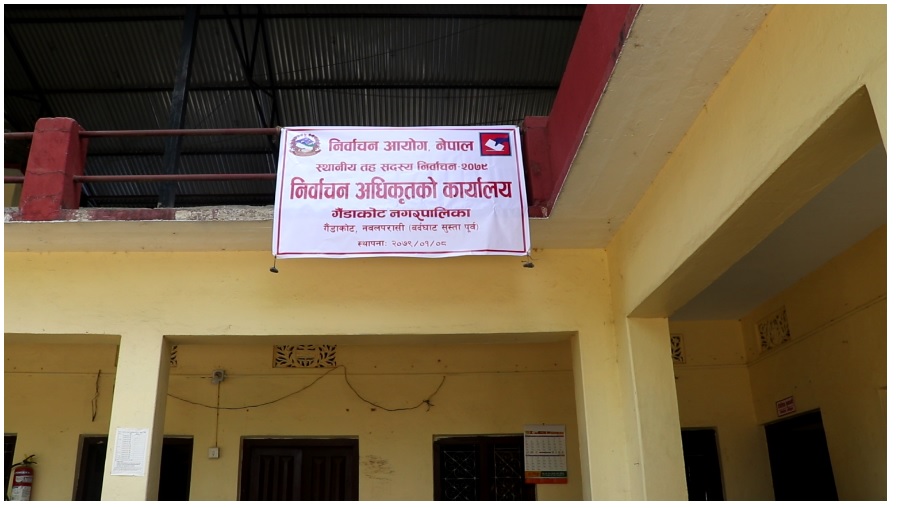 निर्वाचन आयोग, नेपाल
स्थानीय तह सदस्य निर्वाचन-२०७९
निर्वाचन अधिकृतको कार्यालय
गैंडाकोट नगरपालिका
गैंडाकोट, नवलपरासी (बर्दघाट सुस्ता पूर्व)
स्थापनाः २०७९/०१/०८